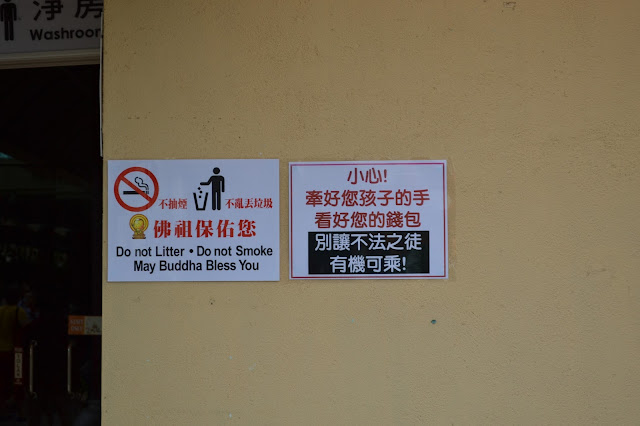 淨房
Washroom
不抽煙
不亂丟垃圾
佛祖保佑您
Do not Litter • Do not Smoke
May Buddha Bless You
小心!
牽好您孩子的手
看好您的錢包
別讓不法之徒
有機可乘!